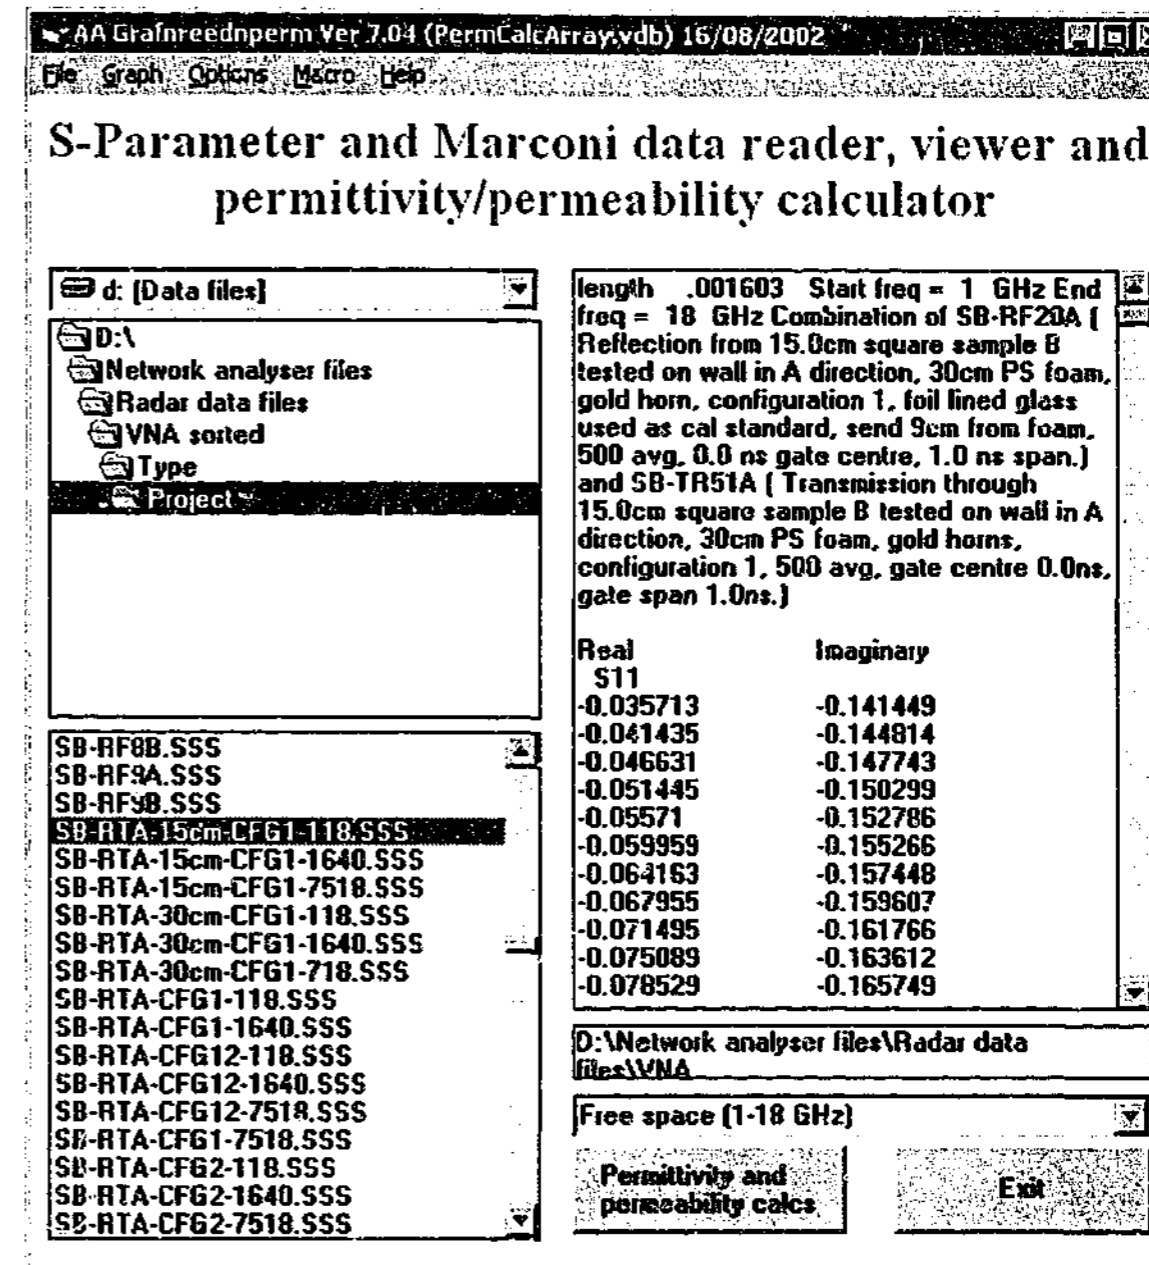 AA Grafnreednperm Ver 7.04 (PermCalcArray.vdb) 16/08/2002
File Graph Options Macro Help
S-Parameter and Marconi data reader, viewer and
permittivity/permeability calculator
d: [Data files]
D:\
Network analyser files
Radar data files
VNA sorted
Type
Project
SB-RF8B.SSS
SB-RF9A.SSS
SB-RF9B.SSS
SB-RTA-15cm-CFG1-118.SSS
SB-RTA-15cm-CFG1-1640.SSS
SB-RTA-15cm-CFG1-7518.SSS
SB-RTA-30cm-CFG1-118.SSS
SB-RTA-30cm-CFG1-1640.SSS
SB-RTA-30cm-CFG1-718.SSS
SB-RTA-CFG1-118.SSS
SB-RTA-CFG1-1640.SSS
SB-RTA-CFG12-118.SSS
SB-RTA-CFG12-1640.SSS
SB-RTA-CFG12-7518.SSS
SB-RTA-CFG1-7518.SSS
SB-RTA-CFG2-118.SSS
SB-RTA-CFG2-1640.SSS
SB-RTA-CFG2-7518.SSS
length .001603 Start freq = 1 GHz End
freq = 18 GHz Combination of SB-RF20A (
Reflection from 15.0cm square sample B
tested on wall in A direction, 30cm PS foam,
gold horn, configuration 1, foil lined glass
used as cal standard, send 9cm from foam,
500 avg, 0.0 ns gate centre, 1.0 ns span.)
and SB-TR51A ( Transmission through
15.0cm square sample B tested on wall in A
direction, 30cm PS foam, gold horns,
configuration 1, 500 avg, gate centre 0.0ns,
gate span 1.0ns.)
Real Imaginary
S11
-0.035713 -0.141449
-0.041435 -0.144814
-0.046631 -0.147743
-0.051445 -0.150299
-0.05571 -0.152786
-0.059959 -0.155266
-0.064163 -0.157448
-0.067955 -0.159607
-0.071495 -0.161766
-0.075089 -0.163612
-0.078529 -0.165749
D:\Network analyser files\Radar data
files\VNA
Free space (1-18 GHz)
Permittivity and
permeability calcs
Exit